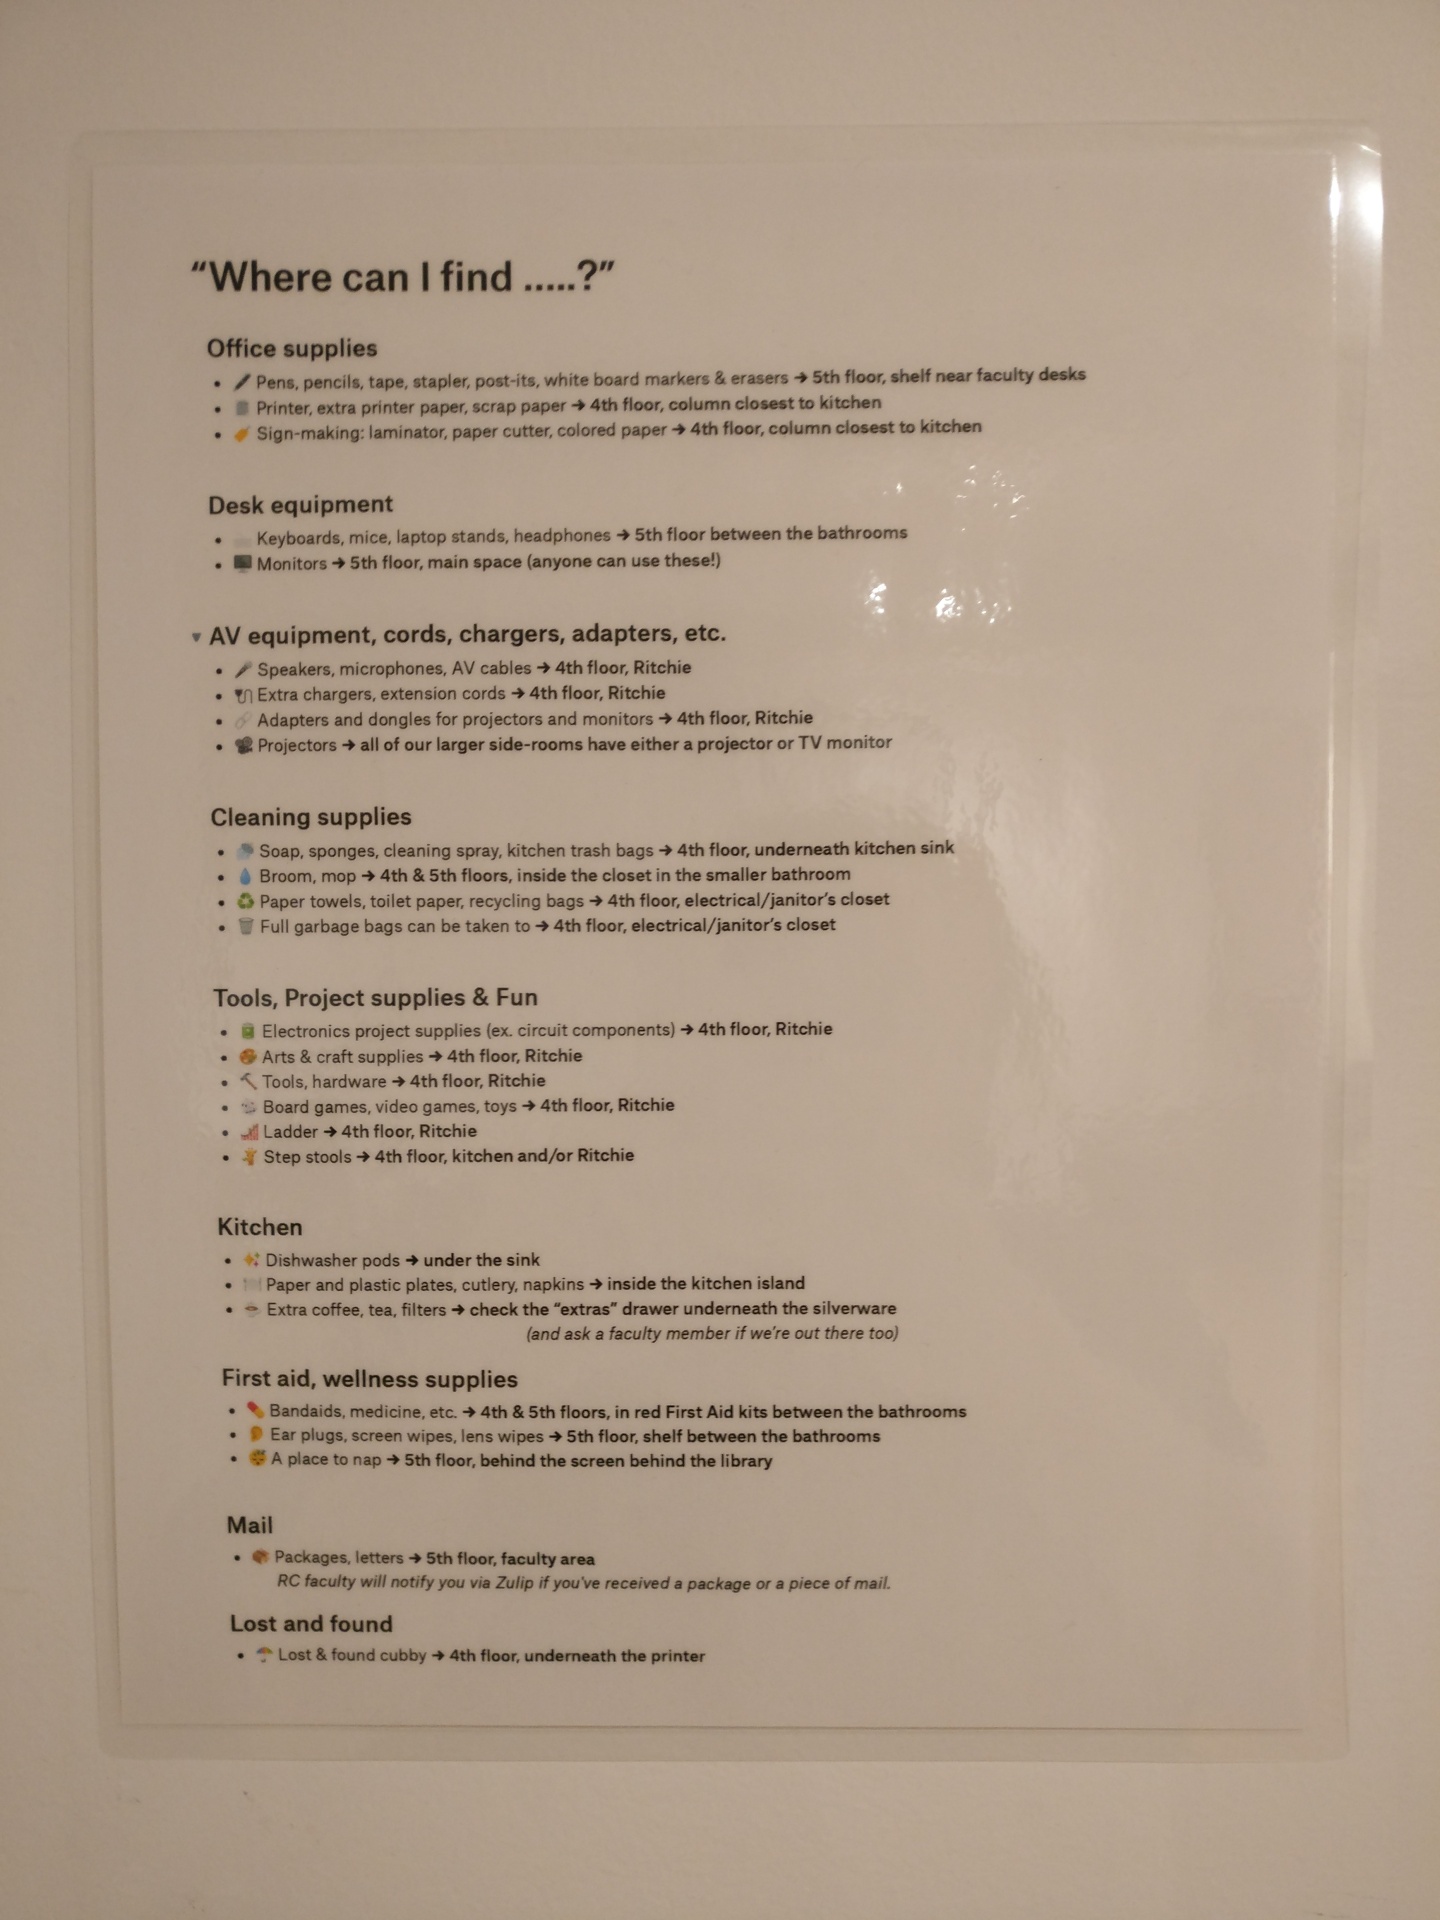 “Where can I find .....?”
Office supplies
• Pens, pencils, tape, stapler, post-its, white board markers & erasers → 5th floor, shelf near faculty desks
• Printer, extra printer paper, scrap paper → 4th floor, column closest to kitchen
• Sign-making: laminator, paper cutter, colored paper → 4th floor, column closest to kitchen
Desk equipment
• Keyboards, mice, laptop stands, headphones → 5th floor between the bathrooms
• Monitors → 5th floor, main space (anyone can use these!)
▾ AV equipment, cords, chargers, adapters, etc.
• Speakers, microphones, AV cables → 4th floor, Ritchie
• Extra chargers, extension cords → 4th floor, Ritchie
• Adapters and dongles for projectors and monitors → 4th floor, Ritchie
• Projectors → all of our larger side-rooms have either a projector or TV monitor
Cleaning supplies
• Soap, sponges, cleaning spray, kitchen trash bags → 4th floor, underneath kitchen sink
• Broom, mop → 4th & 5th floors, inside the closet in the smaller bathroom
• Paper towels, toilet paper, recycling bags → 4th floor, electrical/janitor’s closet
• Full garbage bags can be taken to → 4th floor, electrical/janitor’s closet
Tools, Project supplies & Fun
• Electronics project supplies (ex. circuit components) → 4th floor, Ritchie
• Arts & craft supplies → 4th floor, Ritchie
• Tools, hardware → 4th floor, Ritchie
• Board games, video games, toys → 4th floor, Ritchie
• Ladder → 4th floor, Ritchie
• Step stools → 4th floor, kitchen and/or Ritchie
Kitchen
• Dishwasher pods → under the sink
• Paper and plastic plates, cutlery, napkins → inside the kitchen island
• Extra coffee, tea, filters → check the “extras” drawer underneath the silverware
(and ask a faculty member if we’re out there too)
First aid, wellness supplies
• Bandaids, medicine, etc. → 4th & 5th floors, in red First Aid kits between the bathrooms
• Ear plugs, screen wipes, lens wipes → 5th floor, shelf between the bathrooms
• A place to nap → 5th floor, behind the screen behind the library
Mail
• Packages, letters → 5th floor, faculty area
RC faculty will notify you via Zulip if you’ve received a package or a piece of mail.
Lost and found
• Lost & found cubby → 4th floor, underneath the printer